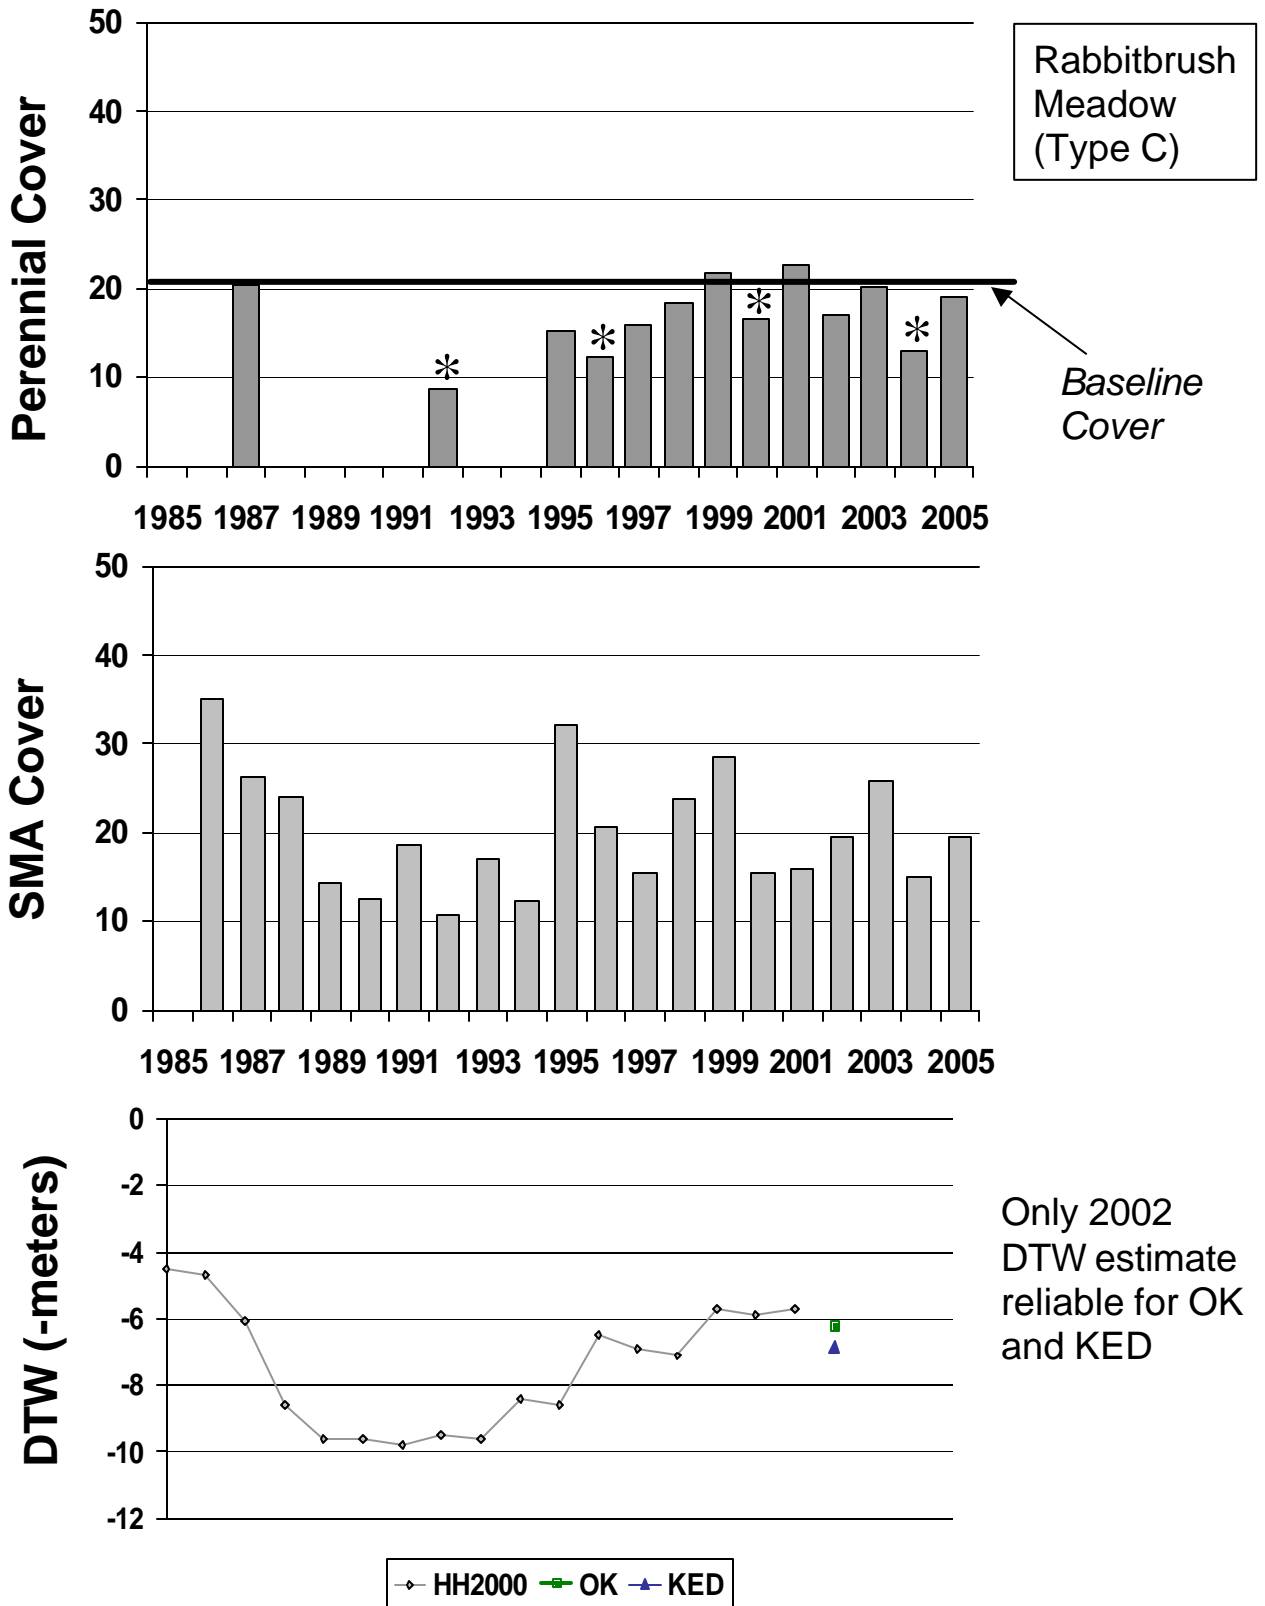 50
40
30
20
10
0
Perennial Cover
* * * *
1985 1987 1989 1991 1993 1995 1997 1999 2001 2003 2005
Rabbitbrush
Meadow
(Type C)
Baseline
Cover
50
40
30
20
10
0
SMA Cover
1985 1987 1989 1991 1993 1995 1997 1999 2001 2003 2005
0
-2
-4
-6
-8
-10
-12
DTW (-meters)
Only 2002
DTW estimate
reliable for OK
and KED
HH2000 OK KED